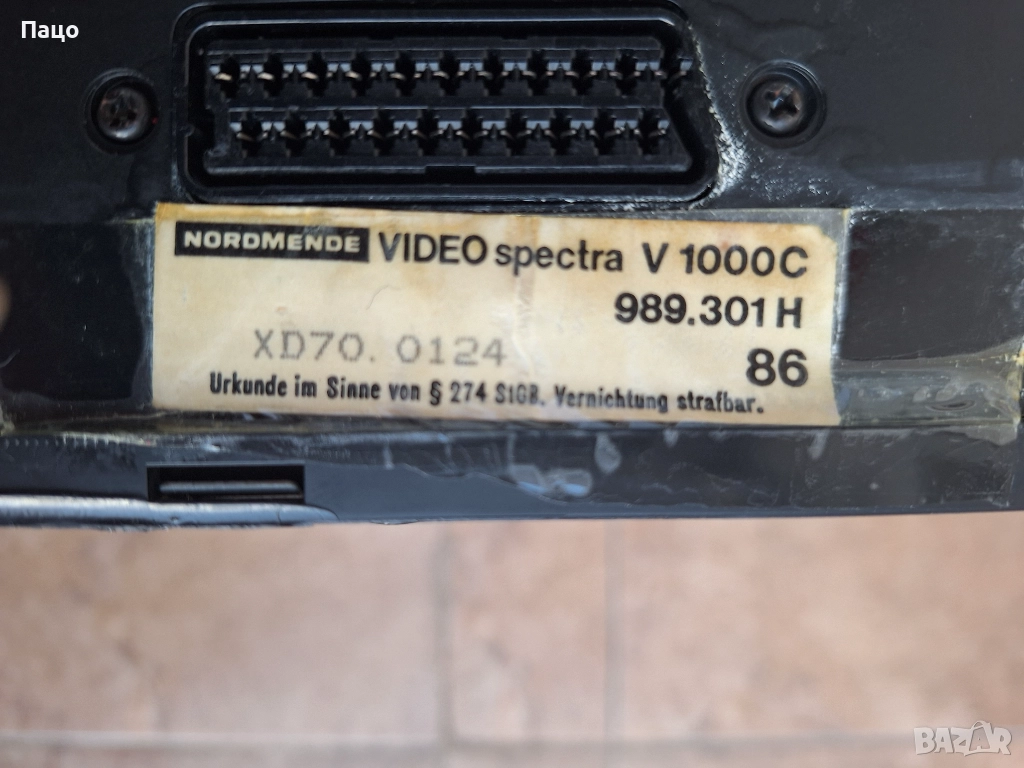 Пацо
NORDMENDE VIDEO spectra V 1000C
989.301 H
XD70. 0124
86
Urkunde im Sinne von § 274 StGB. Vernichtung strafbar.
BAZAR